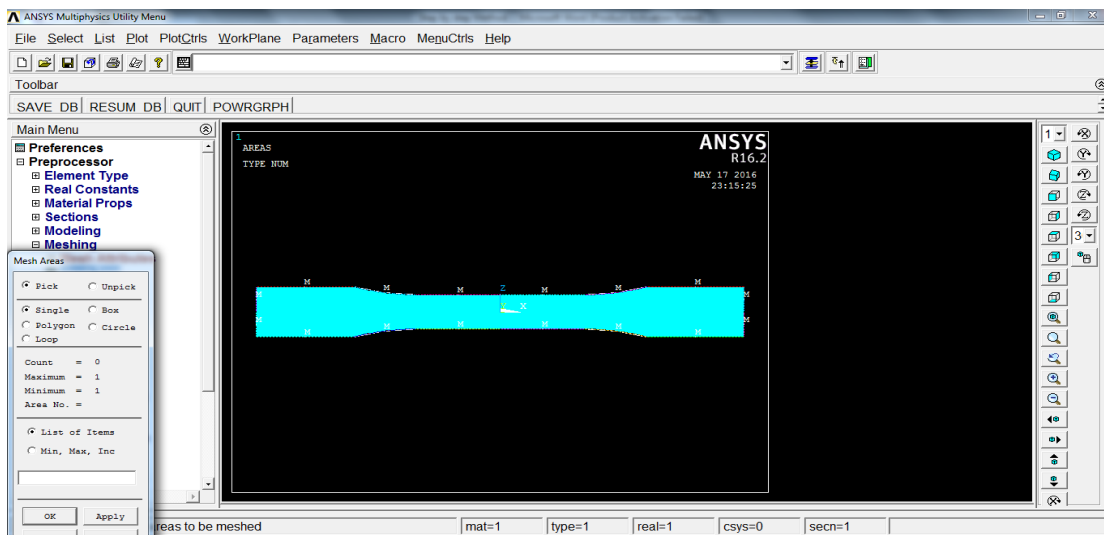 ANSYS Multiphysics Utility Menu
File Select List Plot PlotCtrls WorkPlane Parameters Macro MenuCtrls Help
Toolbar
SAVE_DB RESUM_DB QUIT POWRGRPH
Main Menu
Preferences
Preprocessor
Element Type
Real Constants
Material Props
Sections
Modeling
Meshing
Mesh Areas
Pick Unpick
Single Box
Polygon Circle
Loop
Count = 0
Maximum = 1
Minimum = 1
Area No. =
List of Items
Min, Max, Inc
OK Apply
1
AREAS
TYPE NUM
ANSYS
R16.2
MAY 17 2016
23:15:25
M M M M M
M Z M
X
M M
M M M M M
1
3
reas to be meshed
mat=1 type=1 real=1 csys=0 secn=1